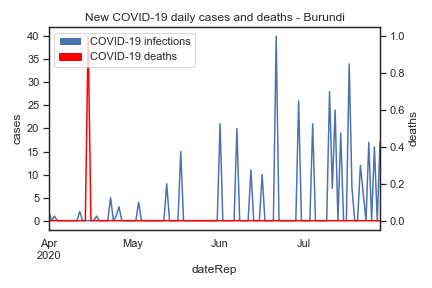 New COVID-19 daily cases and deaths - Burundi
COVID-19 infections
COVID-19 deaths
40
35
30
25
20
15
10
5
0
cases
1.0
0.8
0.6
0.4
0.2
0.0
deaths
Apr
2020
May
Jun
Jul
dateRep